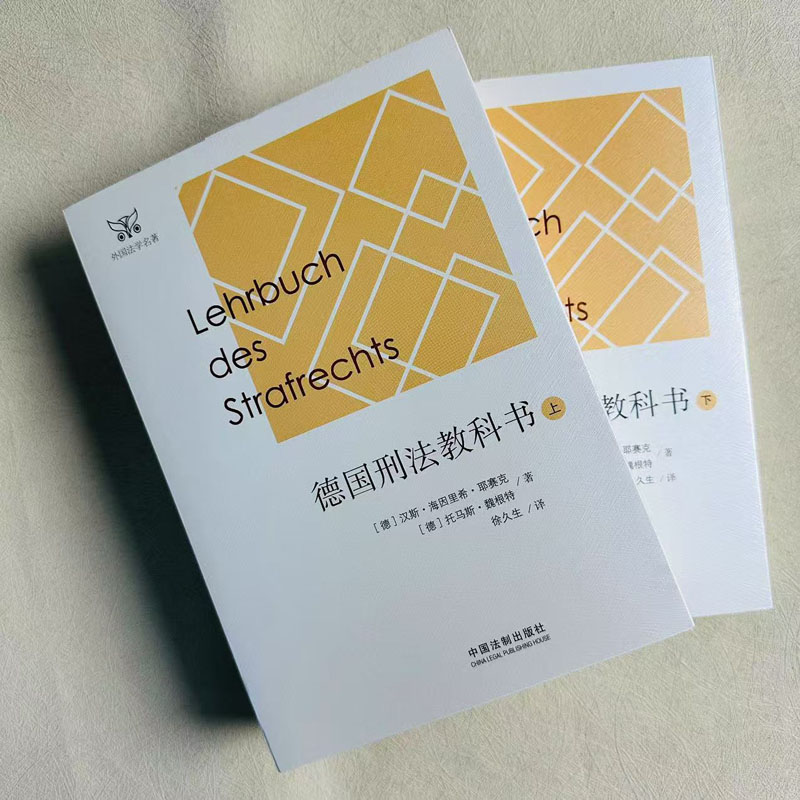 外国法学名著
Lehrbuch
des
Strafrechts
德国刑法教科书 上
[德]汉斯·海因里希·耶赛克
[德]托马斯·魏根特 / 著
徐久生 / 译
中国法制出版社
CHINA LEGAL PUBLISHING HOUSE
ch
ts
教科书 下
耶赛克
魏根特 / 著
久生 / 译